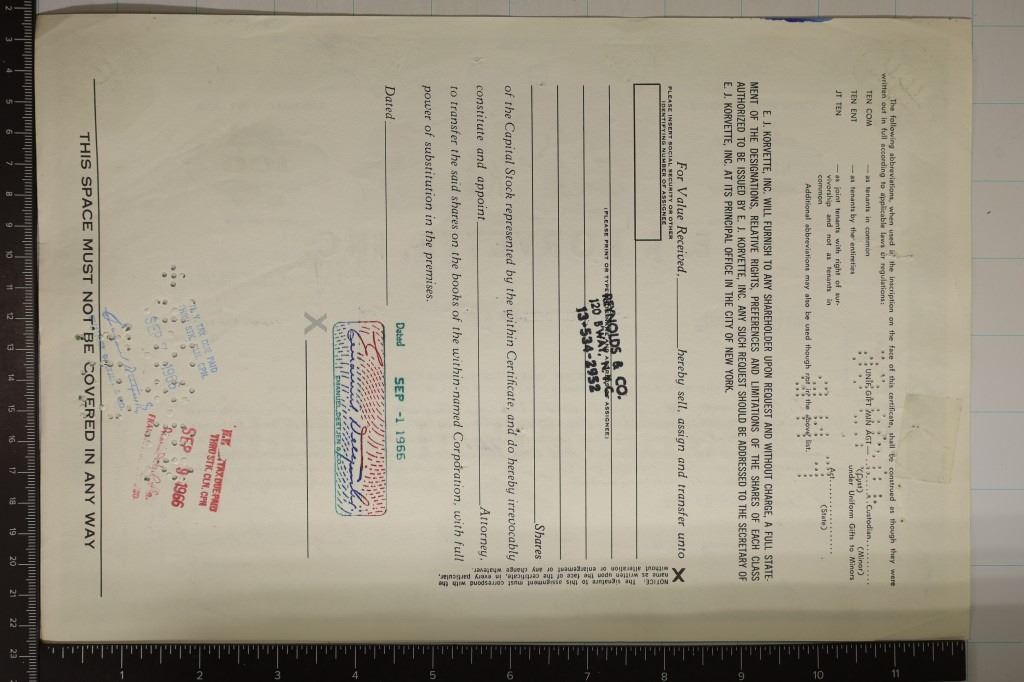 The following abbreviations, when used in the inscription on the face of this certificate, shall be construed as though they were
written out in full according to applicable laws or regulations:
TEN COM — as tenants in common
TEN ENT — as tenants by the entireties
JT TEN — as joint tenants with right of sur-
vivorship and not as tenants in
common
UNIF GIFT MIN ACT— Custodian
(Cust) (Minor)
under Uniform Gifts to Minors
Act
(State)
Additional abbreviations may also be used though not in the above list.
E. J. KORVETTE, INC. WILL FURNISH TO ANY SHAREHOLDER UPON REQUEST AND WITHOUT CHARGE, A FULL STATE-
MENT OF THE DESIGNATIONS, RELATIVE RIGHTS, PREFERENCES AND LIMITATIONS OF THE SHARES OF EACH CLASS
AUTHORIZED TO BE ISSUED BY E. J. KORVETTE, INC. ANY SUCH REQUEST SHOULD BE ADDRESSED TO THE SECRETARY OF
E. J. KORVETTE, INC. AT ITS PRINCIPAL OFFICE IN THE CITY OF NEW YORK.
For Value Received, hereby sell, assign and transfer unto
PLEASE INSERT SOCIAL SECURITY OR OTHER
IDENTIFYING NUMBER OF ASSIGNEE
REYNOLDS & CO.
(PLEASE PRINT OR TYPE ASSIGNEE)
120 B'WAY, N. Y. C.
13-534-2952
Shares
of the Capital Stock represented by the within Certificate, and do hereby irrevocably
constitute and appoint Attorney,
to transfer the said shares on the books of the within-named Corporation, with full
power of substitution in the premises.
Dated
Dated SEP -1 1966
X
X
NOTICE: The signature to this assignment must correspond with the
name as written upon the face of the certificate, in every particular,
without alteration or enlargement or any change whatever.
N.Y. TAX DUE PAID
THRO STK. CLN. CPN
SEP 9 1966
THIS SPACE MUST NOT BE COVERED IN ANY WAY